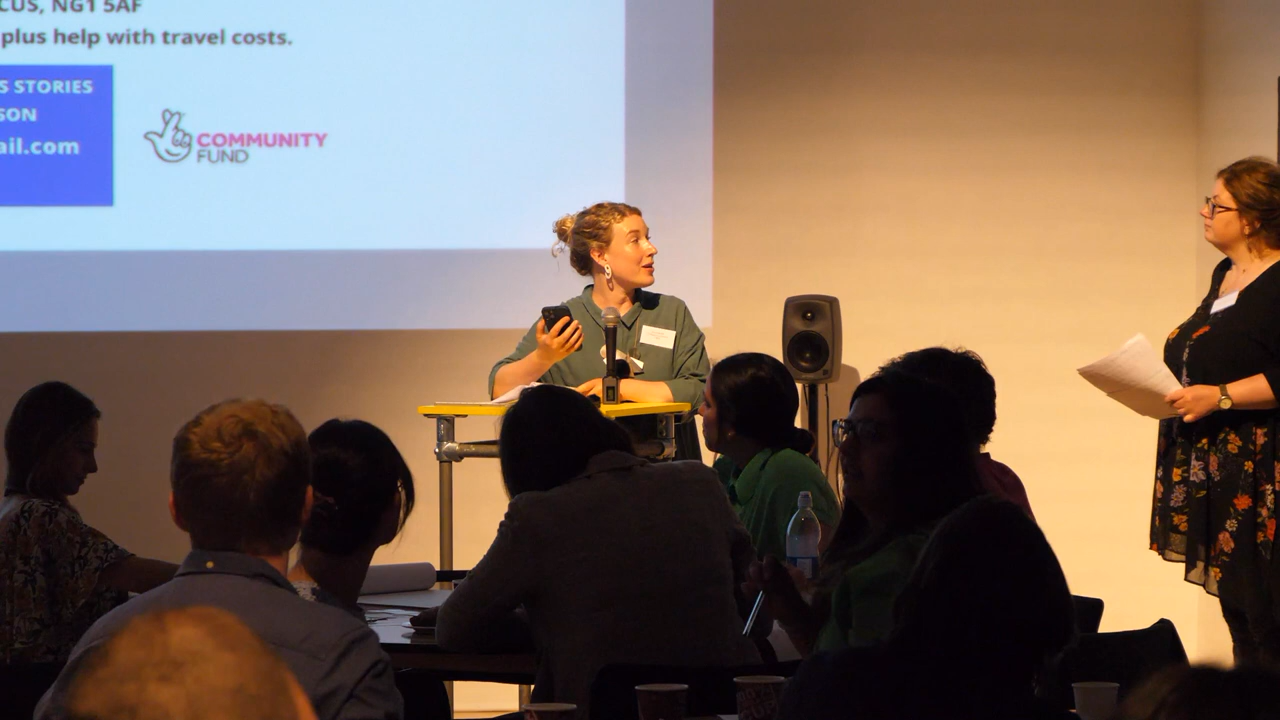 CUS, NG1 5AF
plus help with travel costs.
S STORIES
SON
ail.com
COMMUNITY
FUND